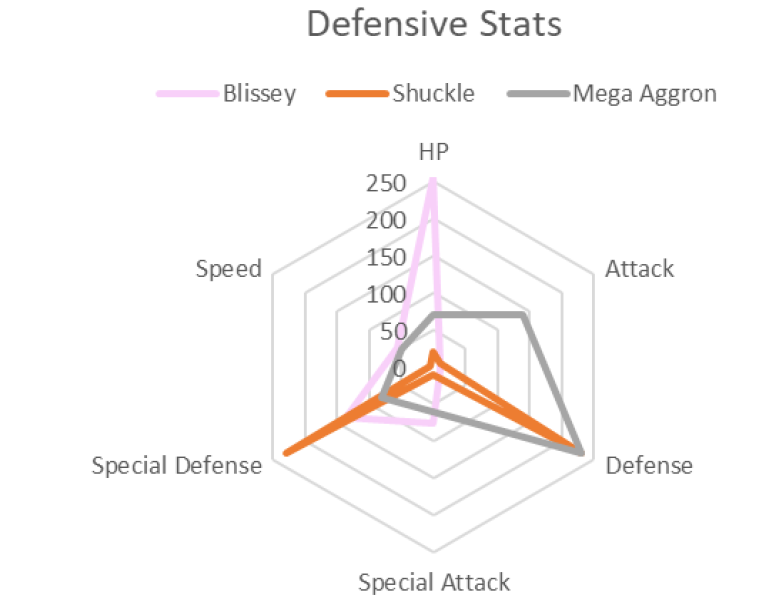 Defensive Stats
Blissey Shuckle Mega Aggron
HP
250
200
150
100
50
0
Speed
Attack
Special Defense
Defense
Special Attack